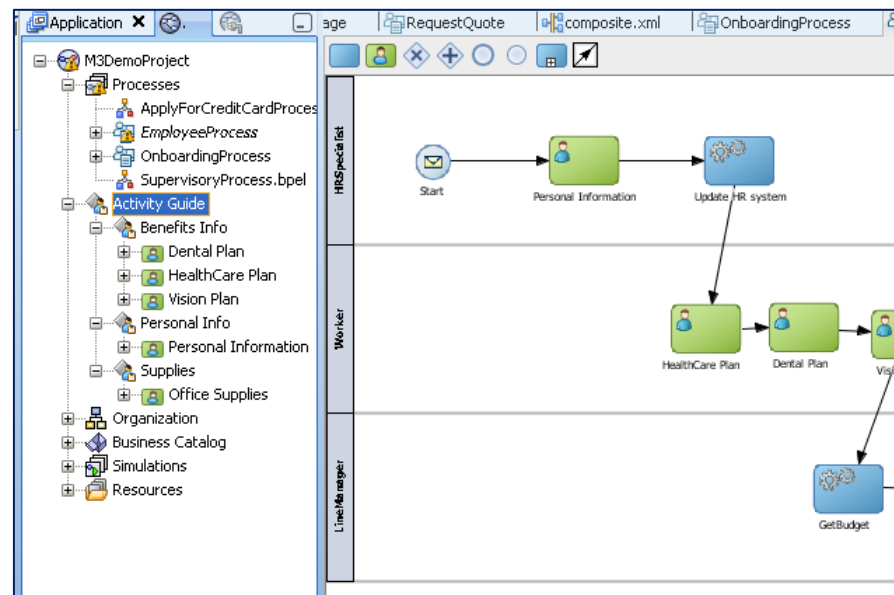 Application
age
RequestQuote
composite.xml
OnboardingProcess
M3DemoProject
Processes
ApplyForCreditCardProces
EmployeeProcess
OnboardingProcess
SupervisoryProcess.bpel
Activity Guide
Benefits Info
Dental Plan
HealthCare Plan
Vision Plan
Personal Info
Personal Information
Supplies
Office Supplies
Organization
Business Catalog
Simulations
Resources
HRSpecialist
Start
Personal Information
Update HR system
Worker
HealthCare Plan
Dental Plan
Visi
LineManager
GetBudget